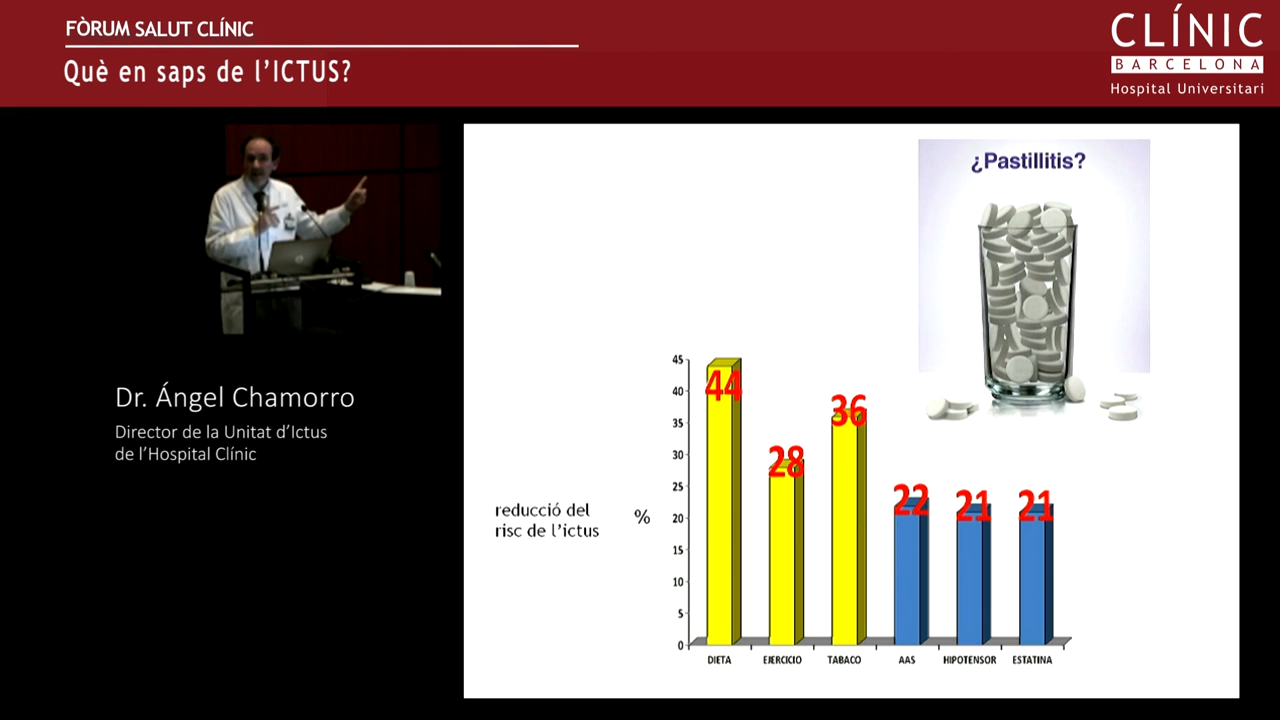 FÒRUM SALUT CLÍNIC
Què en saps de l'ICTUS?
CLÍNIC
BARCELONA
Hospital Universitari
Dr. Ángel Chamorro
Director de la Unitat d'Ictus
de l'Hospital Clínic
¿Pastillitis?
reducció del
risc de l'ictus
%
45
40
35
30
25
20
15
10
5
0
44
28
36
22
21
21
DIETA
EJERCICIO
TABACO
AAS
HIPOTENSOR
ESTATINA